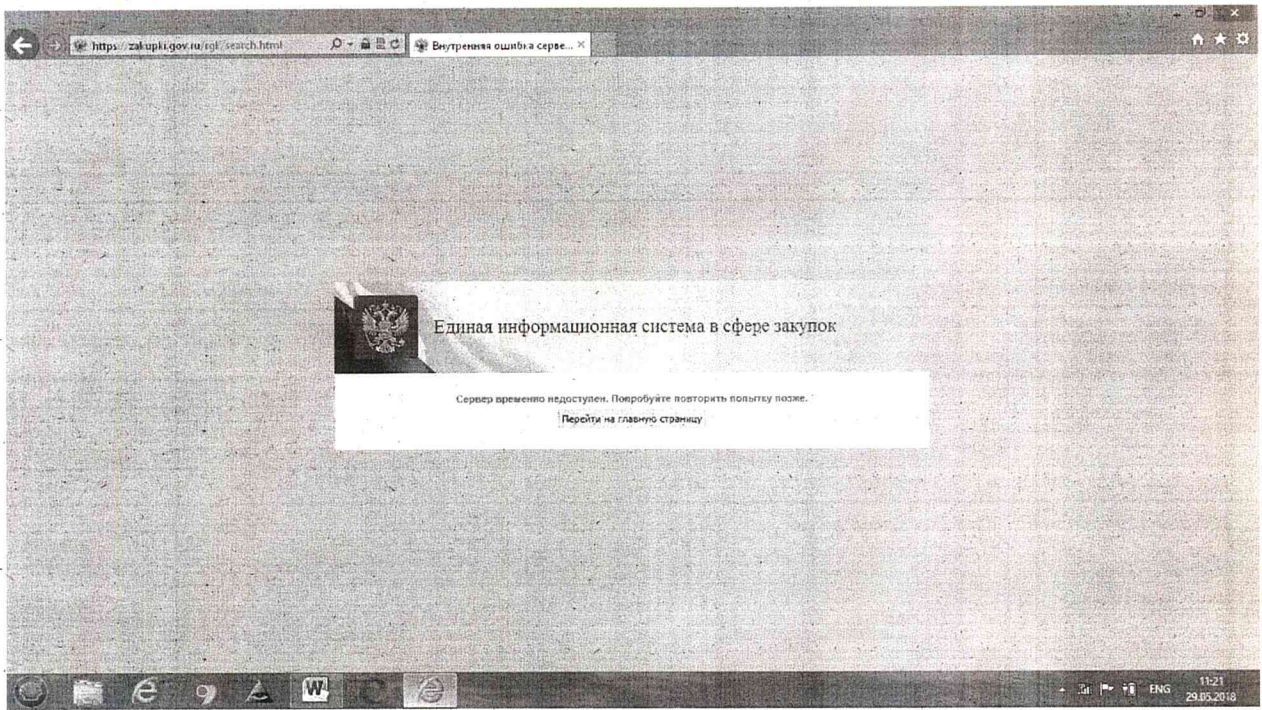 https://zakupki.gov.ru/rgk/search.html
Внутренняя ошибка серве...
Единая информационная система в сфере закупок
Сервер временно недоступен. Попробуйте повторить попытку позже.
Перейти на главную страницу
W
ENG
11:21
29.05.2018